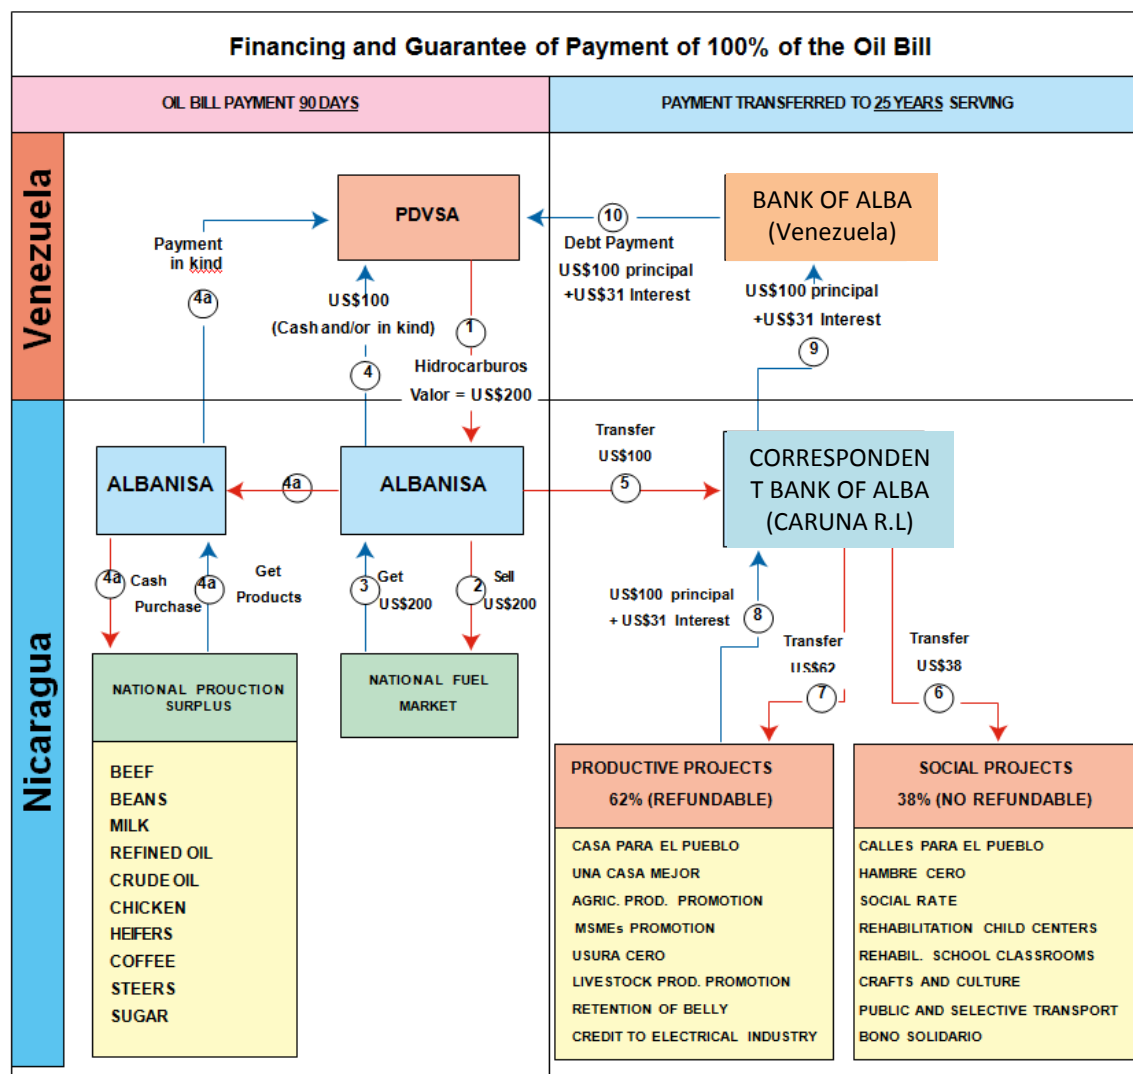 Financing and Guarantee of Payment of 100% of the Oil Bill
OIL BILL PAYMENT 90 DAYS
PAYMENT TRANSFERRED TO 25 YEARS SERVING
Venezuela
PDVSA
BANK OF ALBA
(Venezuela)
Payment
in kind
4a
US$100
(Cash and/or in kind)
4
1
Hidrocarburos
Valor = US$200
10
Debt Payment
US$100 principal
+US$31 Interest
US$100 principal
+US$31 Interest
9
Nicaragua
ALBANISA
4a
ALBANISA
Transfer
US$100
5
CORRESPONDEN
T BANK OF ALBA
(CARUNA R.L)
4a
Cash
Purchase
4a
Get
Products
3
Get
US$200
2
Sell
US$200
US$100 principal
+ US$31 Interest
8
Transfer
US$62
7
Transfer
US$38
6
NATIONAL PROUCTION
SURPLUS
BEEF
BEANS
MILK
REFINED OIL
CRUDE OIL
CHICKEN
HEIFERS
COFFEE
STEERS
SUGAR
NATIONAL FUEL
MARKET
PRODUCTIVE PROJECTS
62% (REFUNDABLE)
CASA PARA EL PUEBLO
UNA CASA MEJOR
AGRIC. PROD. PROMOTION
MSMEs PROMOTION
USURA CERO
LIVESTOCK PROD. PROMOTION
RETENTION OF BELLY
CREDIT TO ELECTRICAL INDUSTRY
SOCIAL PROJECTS
38% (NO REFUNDABLE)
CALLES PARA EL PUEBLO
HAMBRE CERO
SOCIAL RATE
REHABILITATION CHILD CENTERS
REHABIL. SCHOOL CLASSROOMS
CRAFTS AND CULTURE
PUBLIC AND SELECTIVE TRANSPORT
BONO SOLIDARIO